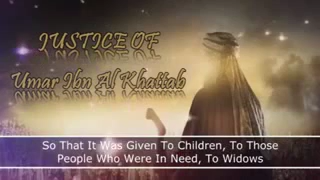 JUSTICE OF
Umar Ibn Al Khattab
So That It Was Given To Children, To Those
People Who Were In Need, To Widows